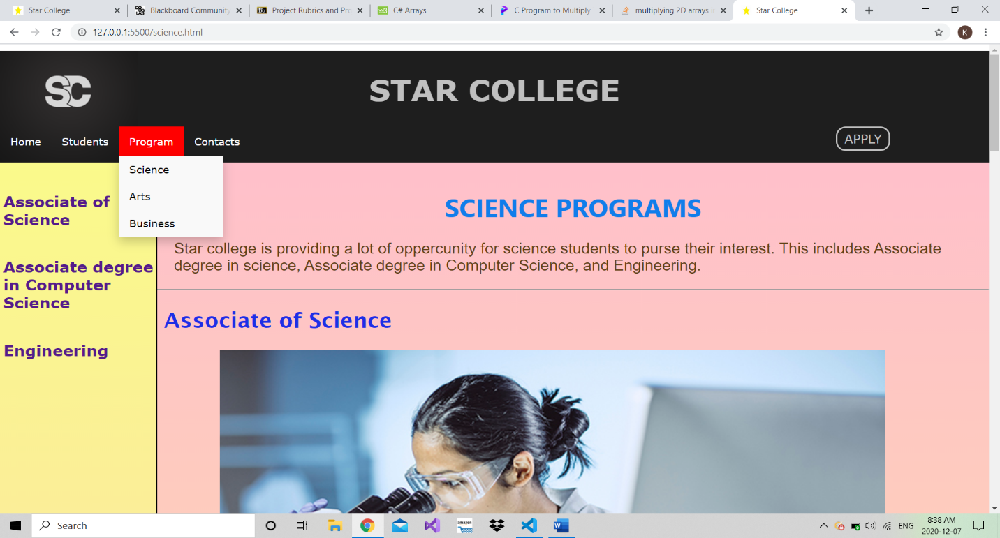 Star College
Blackboard Community
Project Rubrics and Pro
C# Arrays
C Program to Multiply
multiplying 2D arrays i
Star College
127.0.0.1:5500/science.html
K
SC
STAR COLLEGE
Home Students Program Contacts
APPLY
Science
Arts
Business
Associate of
Science
Associate degree
in Computer
Science
Engineering
SCIENCE PROGRAMS
Star college is providing a lot of oppercunity for science students to purse their interest. This includes Associate
degree in science, Associate degree in Computer Science, and Engineering.
Associate of Science
Search
amazon
ENG
8:38 AM
2020-12-07